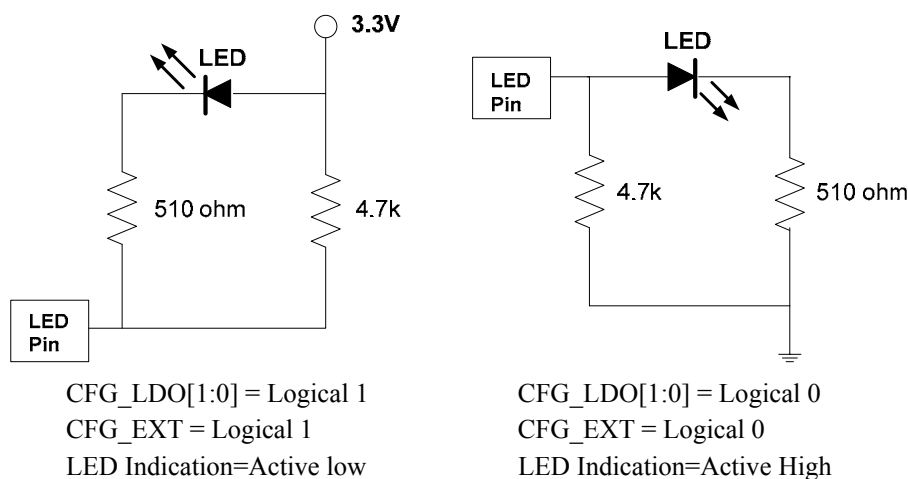 3.3V
LED
510 ohm
4.7k
LED
Pin
CFG_LDO[1:0] = Logical 1
CFG_EXT = Logical 1
LED Indication=Active low
LED
LED
Pin
4.7k
510 ohm
CFG_LDO[1:0] = Logical 0
CFG_EXT = Logical 0
LED Indication=Active High